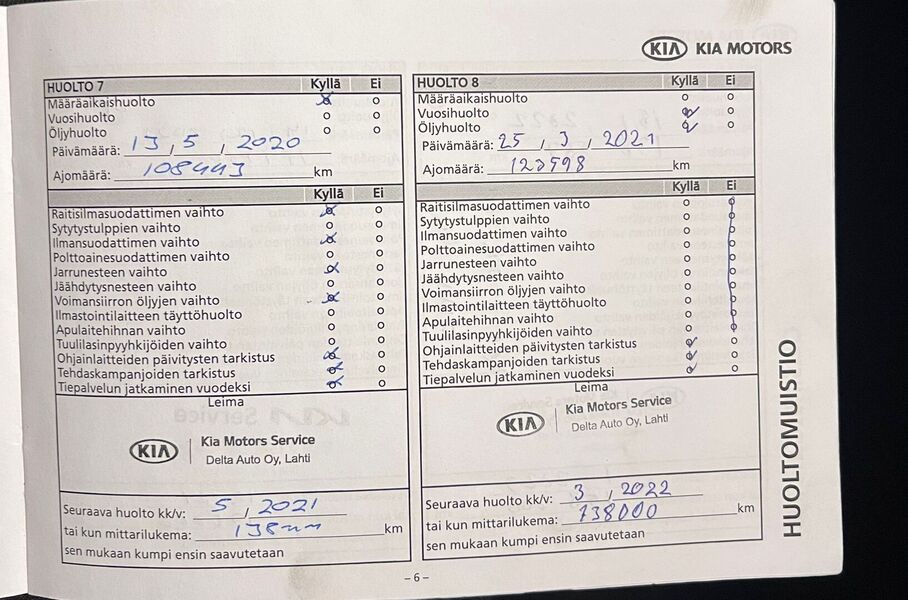 KIA KIA MOTORS
HUOLTO 7 Kyllä Ei
Määräaikaishuolto
Vuosihuolto
Öljyhuolto
Päivämäärä: 13, 5, 2020
Ajomäärä: 108443 km
Kyllä Ei
Raitisilmasuodattimen vaihto
Sytytystulppien vaihto
Ilmansuodattimen vaihto
Polttoainesuodattimen vaihto
Jarrunesteen vaihto
Jäähdytysnesteen vaihto
Voimansiirron öljyjen vaihto
Ilmastointilaitteen täyttöhuolto
Apulaitehihnan vaihto
Tuulilasinpyyhkijöiden vaihto
Ohjainlaitteiden päivitysten tarkistus
Tehdaskampanjoiden tarkistus
Tiepalvelun jatkaminen vuodeksi
Leima
KIA Kia Motors Service
Delta Auto Oy, Lahti
Seuraava huolto kk/v: 5, 2021
tai kun mittarilukema: km
sen mukaan kumpi ensin saavutetaan
HUOLTO 8 Kyllä Ei
Määräaikaishuolto
Vuosihuolto
Öljyhuolto
Päivämäärä: 25, 3, 2021
Ajomäärä: km
Kyllä Ei
Raitisilmasuodattimen vaihto
Sytytystulppien vaihto
Ilmansuodattimen vaihto
Polttoainesuodattimen vaihto
Jarrunesteen vaihto
Jäähdytysnesteen vaihto
Voimansiirron öljyjen vaihto
Ilmastointilaitteen täyttöhuolto
Apulaitehihnan vaihto
Tuulilasinpyyhkijöiden vaihto
Ohjainlaitteiden päivitysten tarkistus
Tehdaskampanjoiden tarkistus
Tiepalvelun jatkaminen vuodeksi
Leima
KIA Kia Motors Service
Delta Auto Oy, Lahti
Seuraava huolto kk/v: 3, 2022
tai kun mittarilukema: 138000 km
sen mukaan kumpi ensin saavutetaan
HUOLTOMUISTIO
– 6 –